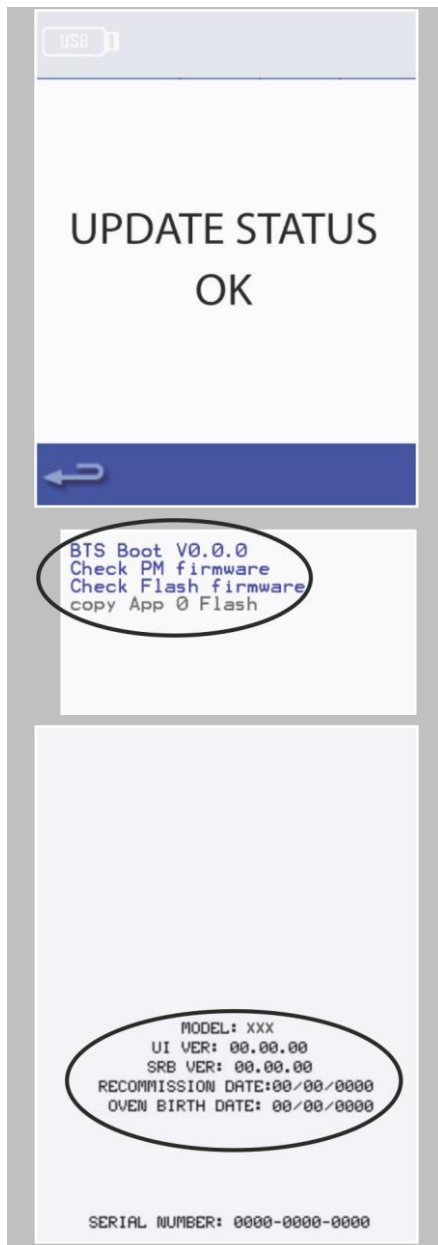 USB
UPDATE STATUS
OK
BTS Boot V0.0.0
Check PM firmware
Check Flash firmware
copy App 0 Flash
MODEL: XXX
UI VER: 00.00.00
SRB VER: 00.00.00
RECOMMISSION DATE:00/00/0000
OVEN BIRTH DATE: 00/00/0000
SERIAL NUMBER: 0000-0000-0000